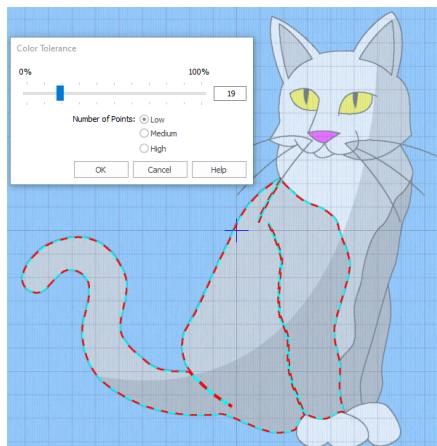 Color Tolerance
0% 100%
19
Number of Points: Low
Medium
High
OK Cancel Help